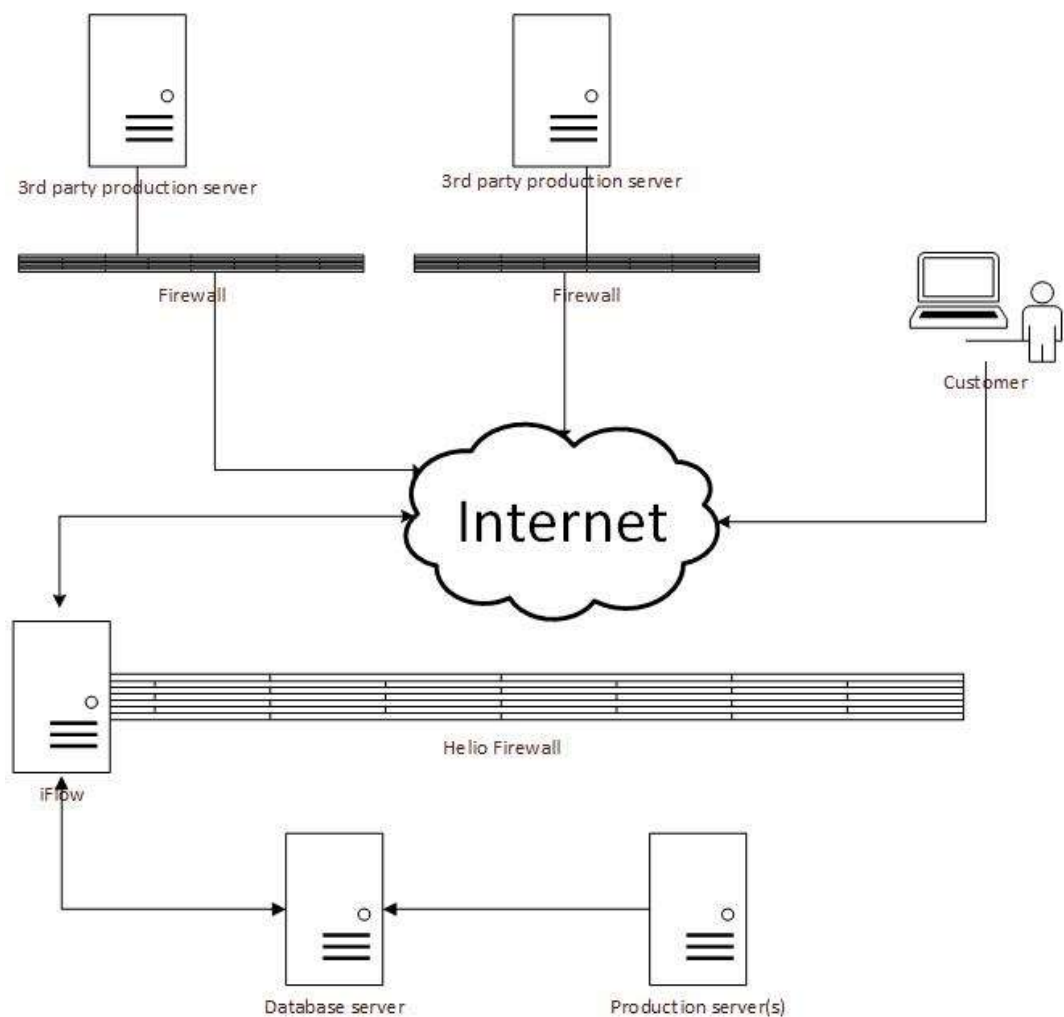 3rd party production server
3rd party production server
Firewall
Firewall
Customer
Internet
Helio Firewall
iFlow
Database server
Production server(s)